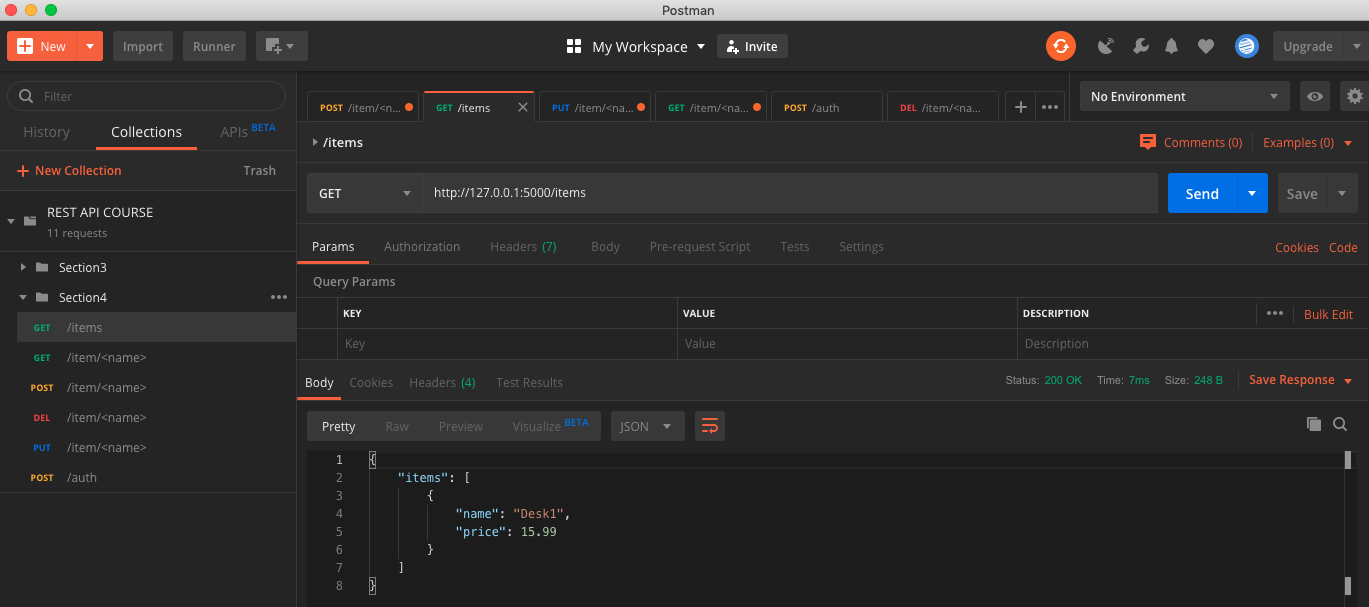 Postman
New
Import
Runner
My Workspace
Invite
Upgrade
Filter
History
Collections
APIs BETA
New Collection
Trash
REST API COURSE
11 requests
Section3
Section4
GET /items
GET /item/<name>
POST /item/<name>
DEL /item/<name>
PUT /item/<name>
POST /auth
POST /item/<n...
GET /items
PUT /item/<na...
GET /item/<na...
POST /auth
DEL /item/<na...
No Environment
/items
Comments (0)
Examples (0)
GET
http://127.0.0.1:5000/items
Send
Save
Params
Authorization
Headers (7)
Body
Pre-request Script
Tests
Settings
Cookies
Code
Query Params
KEY
VALUE
DESCRIPTION
Bulk Edit
Key
Value
Description
Body
Cookies
Headers (4)
Test Results
Status: 200 OK
Time: 7ms
Size: 248 B
Save Response
Pretty
Raw
Preview
Visualize BETA
JSON
1 {
2 "items": [
3 {
4 "name": "Desk1",
5 "price": 15.99
6 }
7 ]
8 }